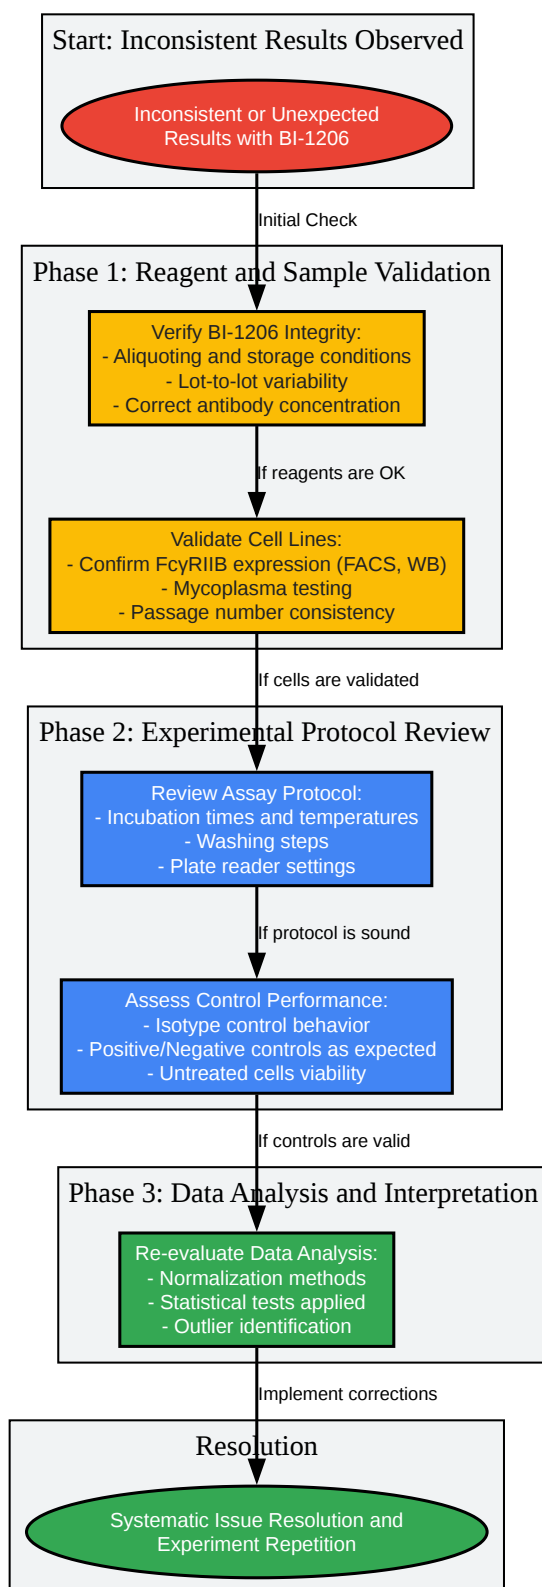 Start: Inconsistent Results Observed
Inconsistent or Unexpected
Results with BI-1206
Initial Check
Phase 1: Reagent and Sample Validation
Verify BI-1206 Integrity:
- Aliquoting and storage conditions
- Lot-to-lot variability
- Correct antibody concentration
If reagents are OK
Validate Cell Lines:
- Confirm FcγRIIB expression (FACS, WB)
- Mycoplasma testing
- Passage number consistency
If cells are validated
Phase 2: Experimental Protocol Review
Review Assay Protocol:
- Incubation times and temperatures
- Washing steps
- Plate reader settings
If protocol is sound
Assess Control Performance:
- Isotype control behavior
- Positive/Negative controls as expected
- Untreated cells viability
If controls are valid
Phase 3: Data Analysis and Interpretation
Re-evaluate Data Analysis:
- Normalization methods
- Statistical tests applied
- Outlier identification
Implement corrections
Resolution
Systematic Issue Resolution and
Experiment Repetition